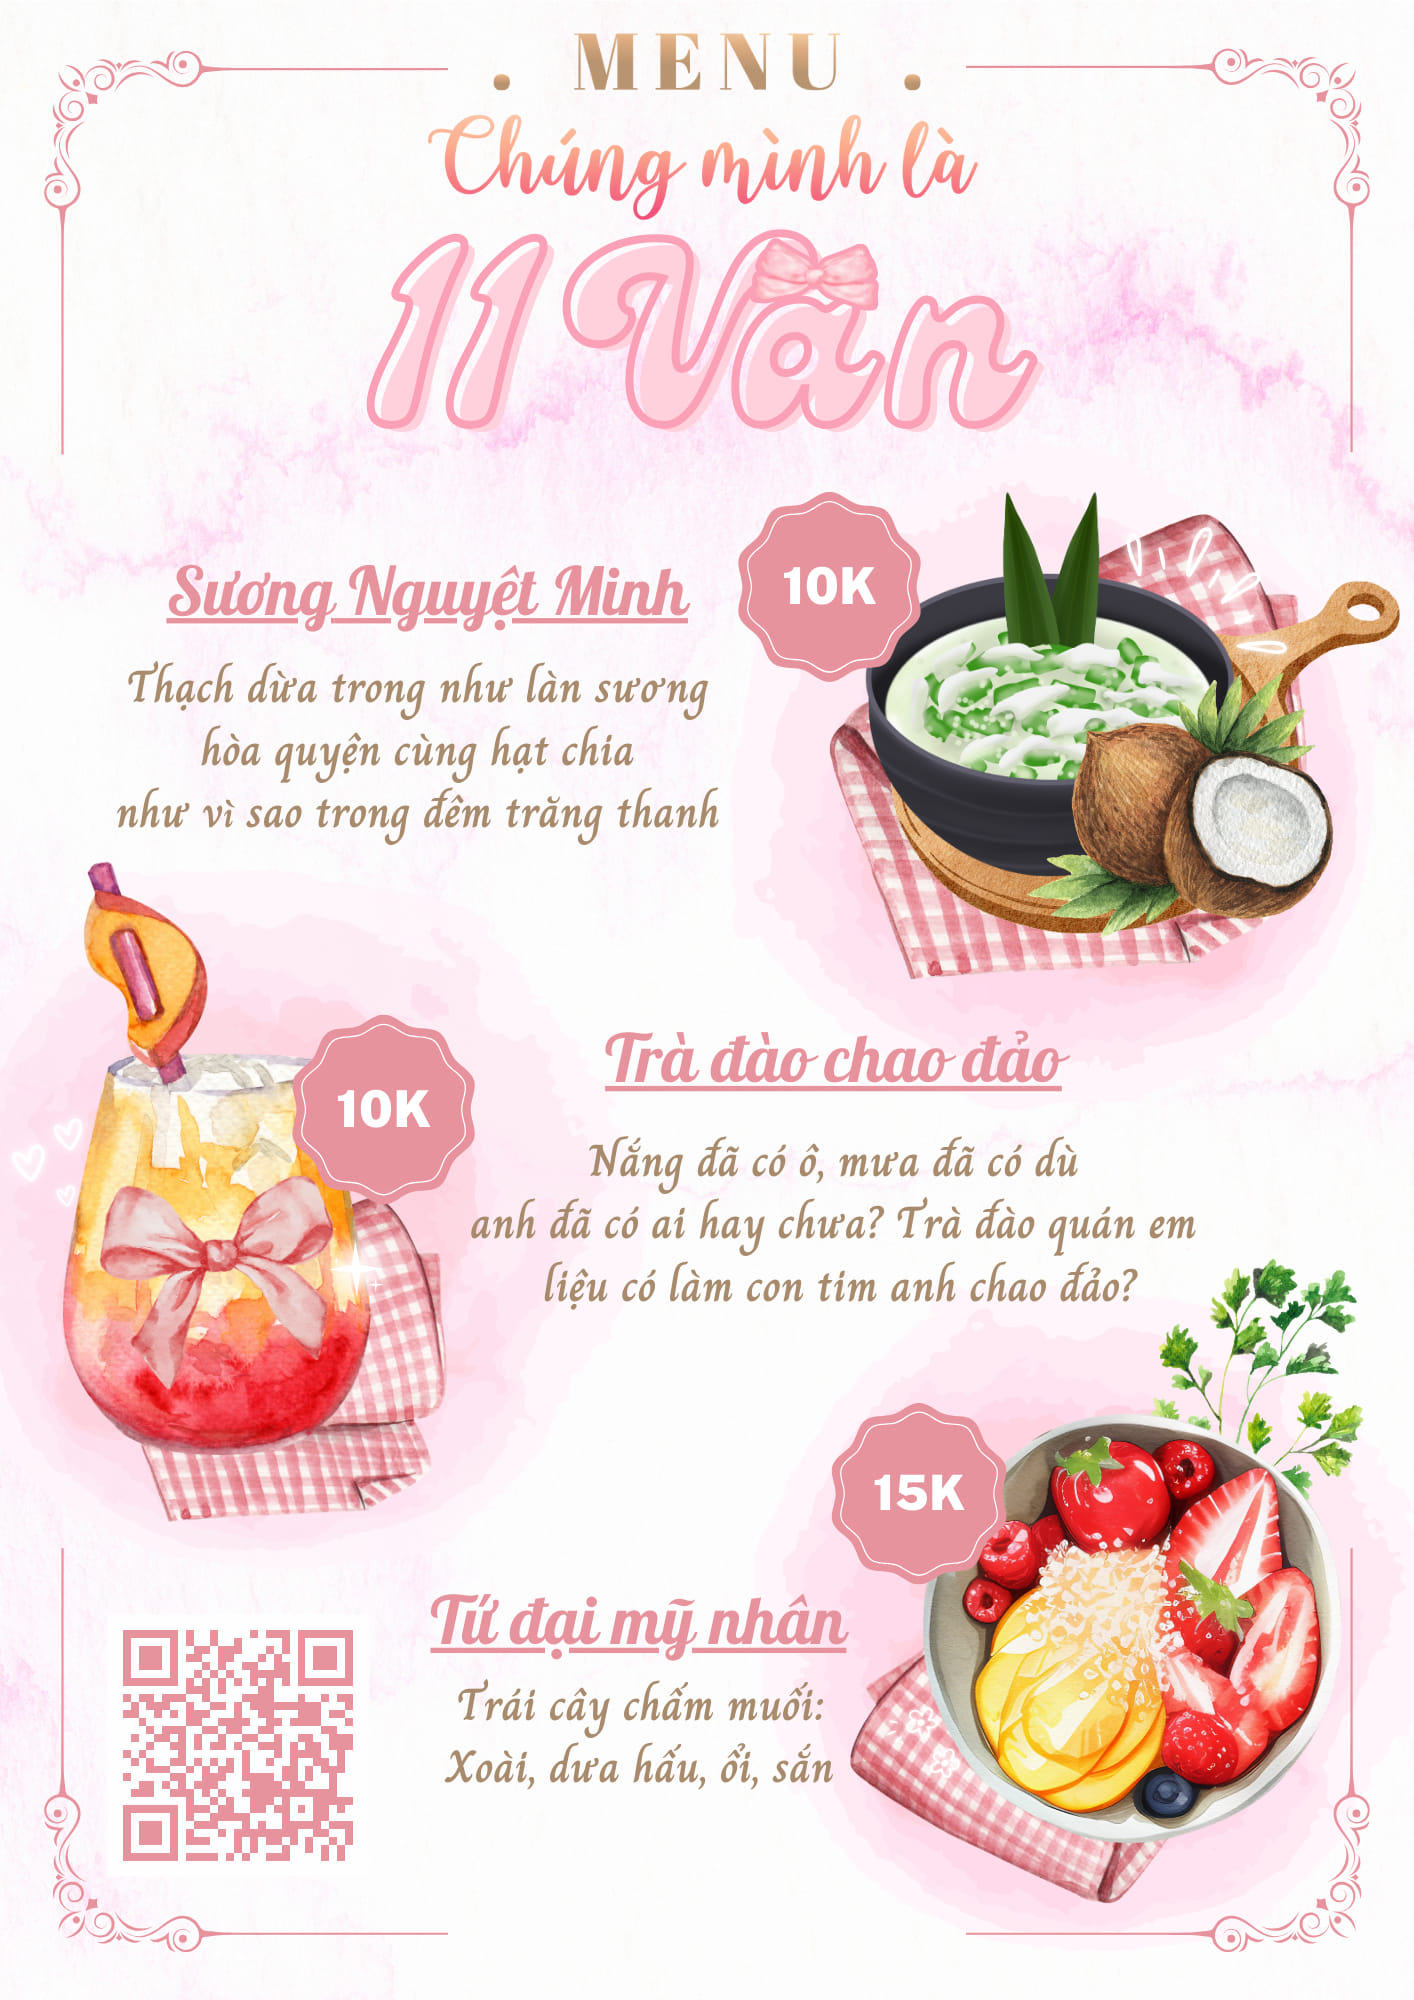 . MENU .
Chúng mình là
11 Văn
Sương Nguyệt Minh
10K
Thạch dừa trong như làn sương
hòa quyện cùng hạt chia
như vì sao trong đêm trăng thanh
10K
Trà đào chao đảo
Nắng đã có ô, mưa đã có dù
anh đã có ai hay chưa? Trà đào quán em
liệu có làm con tim anh chao đảo?
15K
Tứ đại mỹ nhân
Trái cây chấm muối:
Xoài, dưa hấu, ổi, sắn